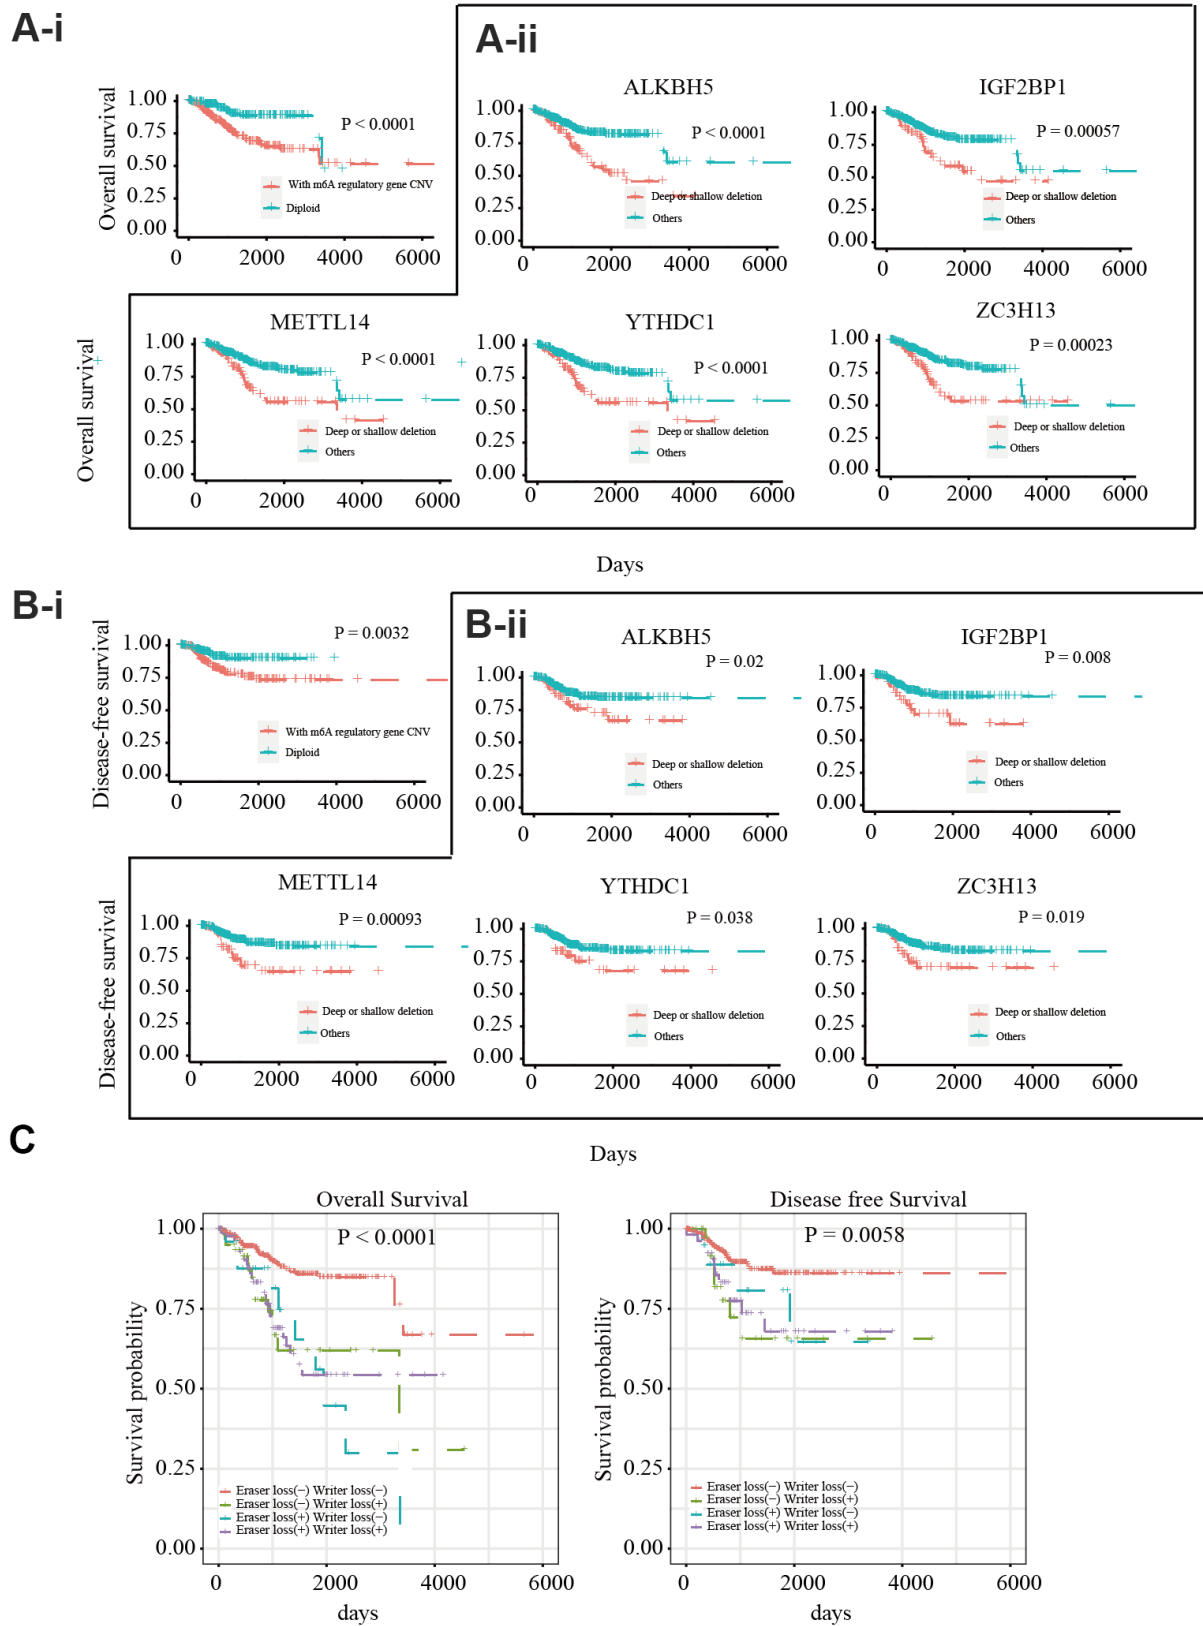 A-i
A-ii
Overall survival
1.00
0.75
0.50
0.25
0.00
P < 0.0001
With m6A regulatory gene CNV
Diploid
0 2000 4000 6000
ALKBH5
1.00
0.75
0.50
0.25
0.00
P < 0.0001
Deep or shallow deletion
Others
0 2000 4000 6000
IGF2BP1
1.00
0.75
0.50
0.25
0.00
P = 0.00057
Deep or shallow deletion
Others
0 2000 4000 6000
Overall survival
METTL14
1.00
0.75
0.50
0.25
0.00
P < 0.0001
Deep or shallow deletion
Others
0 2000 4000 6000
YTHDC1
1.00
0.75
0.50
0.25
0.00
P < 0.0001
Deep or shallow deletion
Others
0 2000 4000 6000
ZC3H13
1.00
0.75
0.50
0.25
0.00
P = 0.00023
Deep or shallow deletion
Others
0 2000 4000 6000
Days
B-i
B-ii
Disease-free survival
1.00
0.75
0.50
0.25
0.00
P = 0.0032
With m6A regulatory gene CNV
Diploid
0 2000 4000 6000
ALKBH5
P = 0.02
1.00
0.75
0.50
0.25
0.00
Deep or shallow deletion
Others
0 2000 4000 6000
IGF2BP1
P = 0.008
1.00
0.75
0.50
0.25
0.00
Deep or shallow deletion
Others
0 2000 4000 6000
Disease-free survival
METTL14
P = 0.00093
1.00
0.75
0.50
0.25
0.00
Deep or shallow deletion
Others
0 2000 4000 6000
YTHDC1
P = 0.038
1.00
0.75
0.50
0.25
0.00
Deep or shallow deletion
Others
0 2000 4000 6000
ZC3H13
P = 0.019
1.00
0.75
0.50
0.25
0.00
Deep or shallow deletion
Others
0 2000 4000 6000
Days
C
Overall Survival
P < 0.0001
Survival probability
1.00
0.75
0.50
0.25
0.00
Eraser loss(−) Writer loss(−)
Eraser loss(−) Writer loss(+)
Eraser loss(+) Writer loss(−)
Eraser loss(+) Writer loss(+)
0 2000 4000 6000
days
Disease free Survival
P = 0.0058
Survival probability
1.00
0.75
0.50
0.25
0.00
Eraser loss(−) Writer loss(−)
Eraser loss(−) Writer loss(+)
Eraser loss(+) Writer loss(−)
Eraser loss(+) Writer loss(+)
0 2000 4000 6000
days